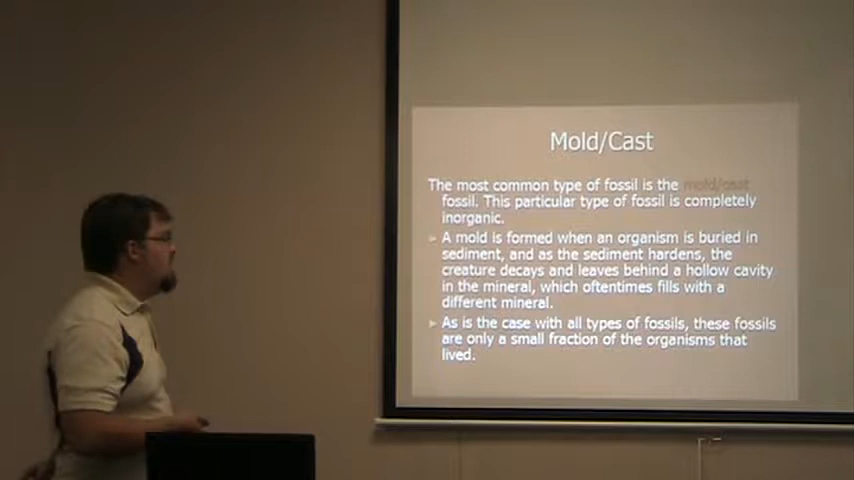 Mold/Cast
The most common type of fossil is the mold/cast
fossil. This particular type of fossil is completely
inorganic.
A mold is formed when an organism is buried in
sediment, and as the sediment hardens, the
creature decays and leaves behind a hollow cavity
in the mineral, which oftentimes fills with a
different mineral.
As is the case with all types of fossils, these fossils
are only a small fraction of the organisms that
lived.